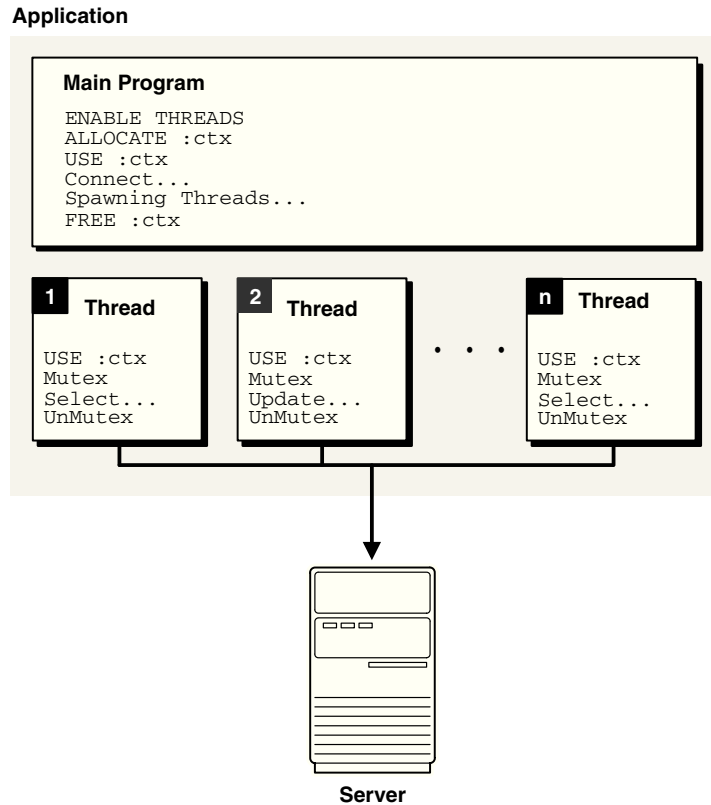 Application
Main Program
ENABLE THREADS
ALLOCATE :ctx
USE :ctx
Connect...
Spawning Threads...
FREE :ctx
1 Thread
USE :ctx
Mutex
Select...
UnMutex
2 Thread
USE :ctx
Mutex
Update...
UnMutex
. . .
n Thread
USE :ctx
Mutex
Select...
UnMutex
Server